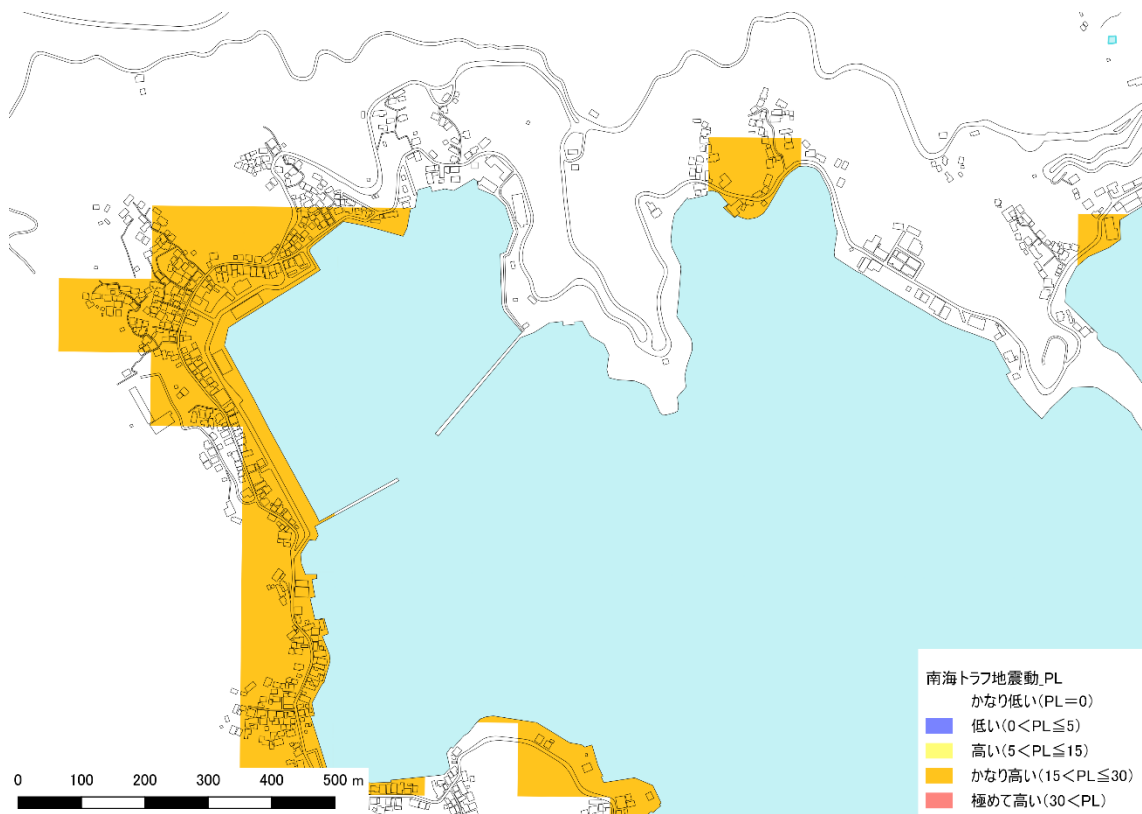 南海トラフ地震動_PL
かなり低い(PL=0)
低い(0<PL≦5)
高い(5<PL≦15)
かなり高い(15<PL≦30)
極めて高い(30<PL)
0 100 200 300 400 500 m